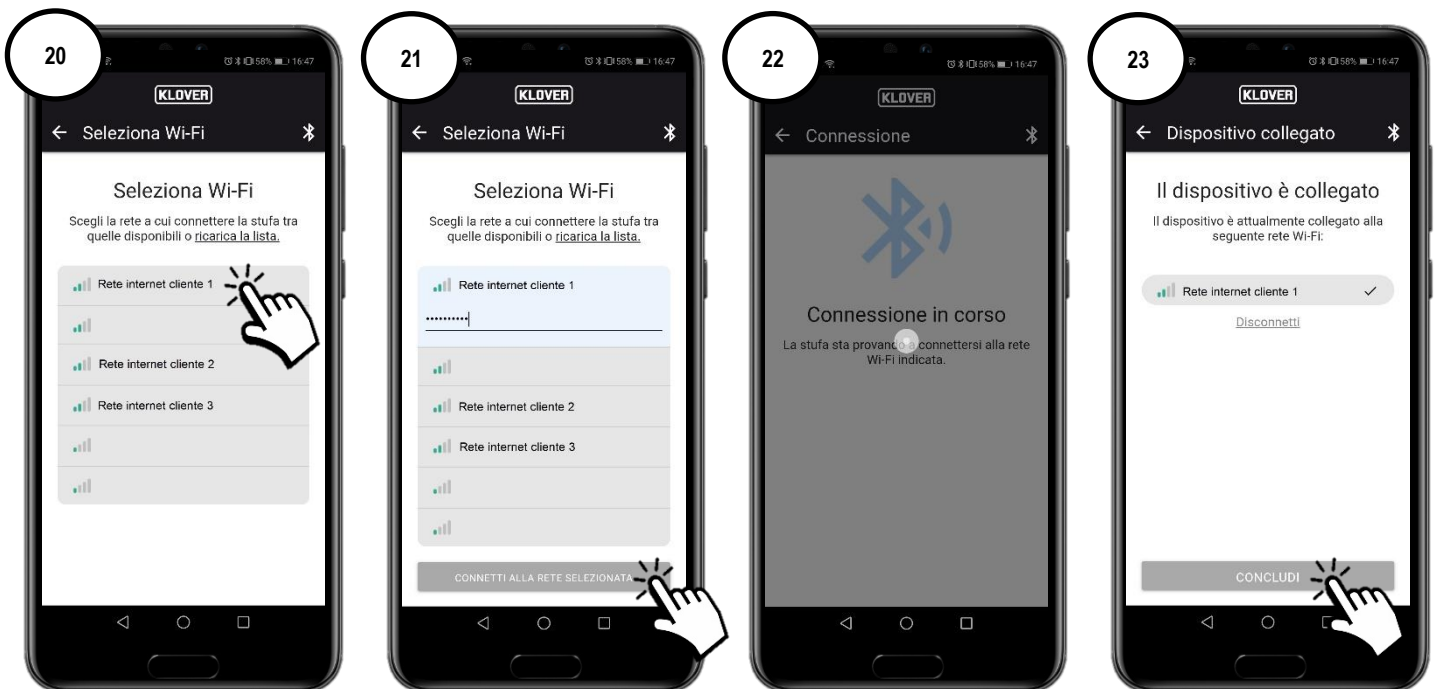 20
58% 16:47
KLOVER
Seleziona Wi-Fi
Seleziona Wi-Fi
Scegli la rete a cui connettere la stufa tra
quelle disponibili o ricarica la lista.
Rete internet cliente 1
Rete internet cliente 2
Rete internet cliente 3
21
58% 16:47
KLOVER
Seleziona Wi-Fi
Seleziona Wi-Fi
Scegli la rete a cui connettere la stufa tra
quelle disponibili o ricarica la lista.
Rete internet cliente 1
••••••••••
Rete internet cliente 2
Rete internet cliente 3
CONNETTI ALLA RETE SELEZIONATA
22
58% 16:47
KLOVER
Connessione
Connessione in corso
La stufa sta provando a connettersi alla rete
Wi-Fi indicata.
23
58% 16:47
KLOVER
Dispositivo collegato
Il dispositivo è collegato
Il dispositivo è attualmente collegato alla
seguente rete Wi-Fi:
Rete internet cliente 1
Disconnetti
CONCLUDI